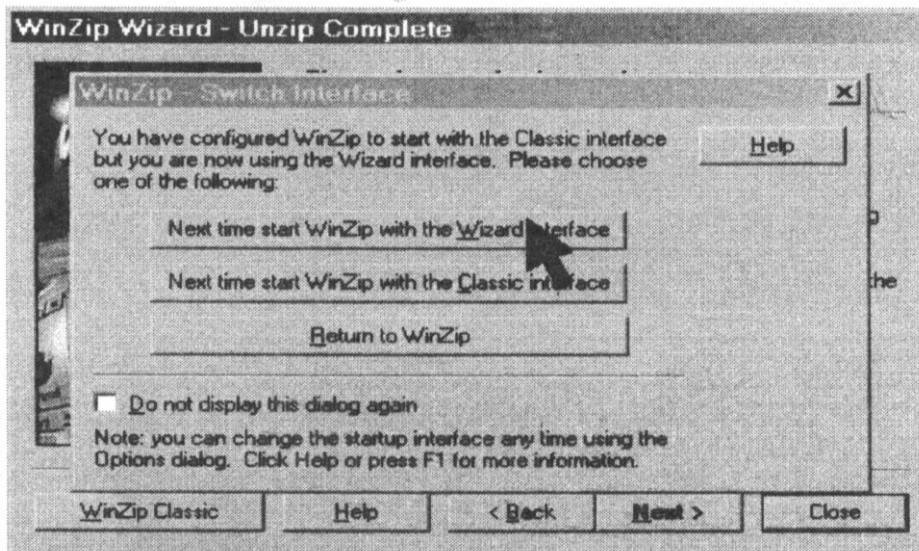 WinZip Wizard - Unzip Complete
WinZip - Switch Interface
You have configured WinZip to start with the Classic interface
but you are now using the Wizard interface. Please choose
one of the following:
Help
Next time start WinZip with the Wizard interface
Next time start WinZip with the Classic interface
Return to WinZip
the
Do not display this dialog again
Note: you can change the startup interface any time using the
Options dialog. Click Help or press F1 for more information.
WinZip Classic
Help
< Back
Next >
Close